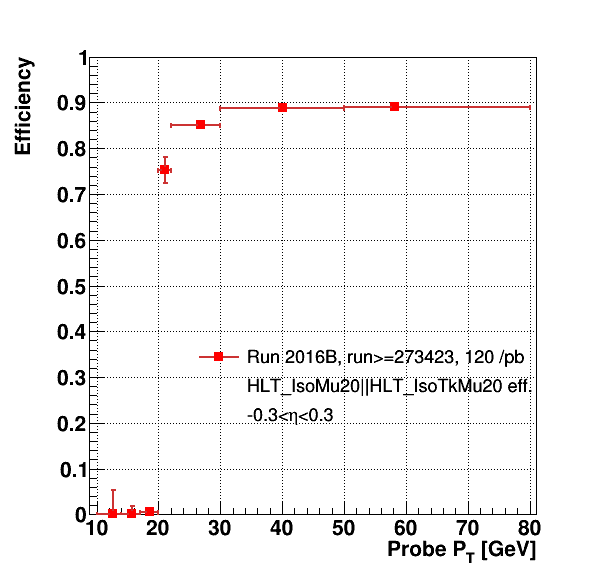 Efficiency
1
0.9
0.8
0.7
0.6
0.5
0.4
0.3
0.2
0.1
0
Run 2016B, run>=273423, 120 /pb
HLT_IsoMu20||HLT_IsoTkMu20 eff.
-0.3<η<0.3
10 20 30 40 50 60 70 80
Probe P_T [GeV]